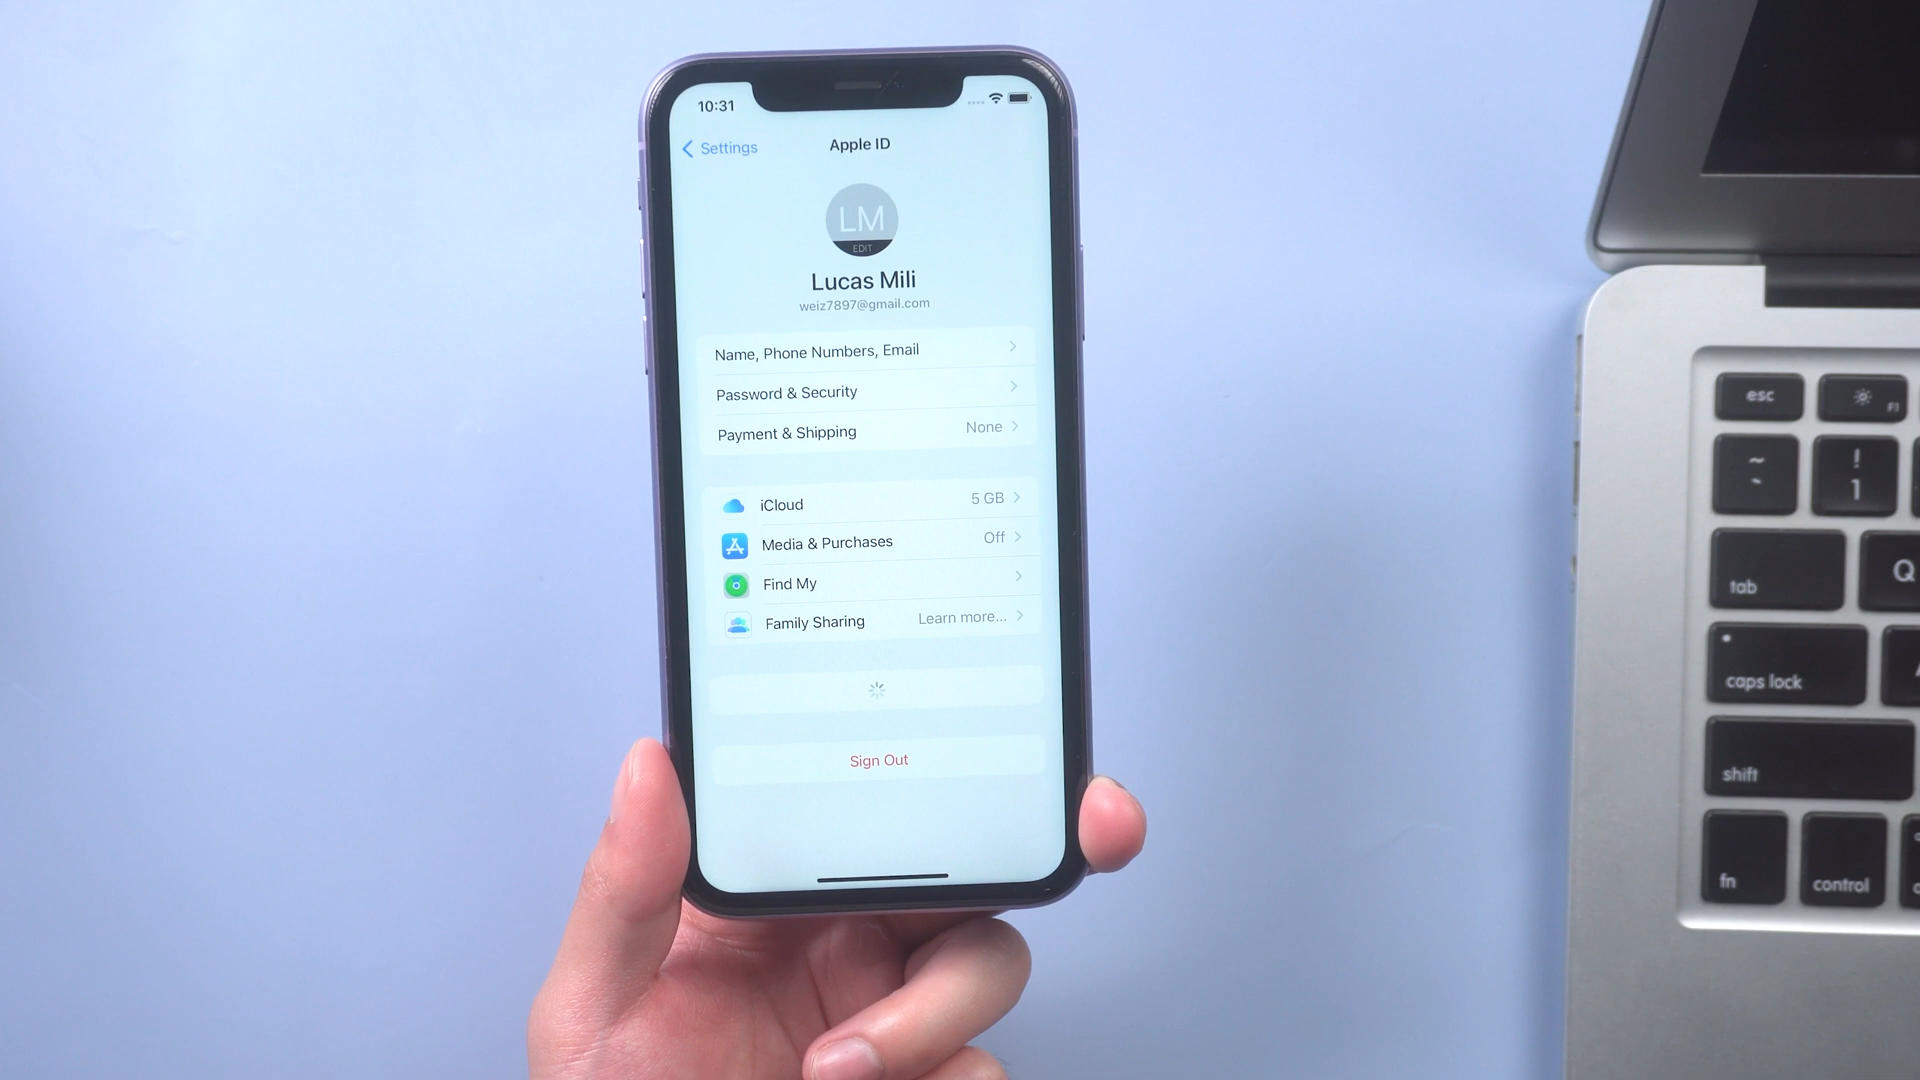 10:31
Settings
Apple ID
LM
EDIT
Lucas Mili
weiz7897@gmail.com
Name, Phone Numbers, Email
Password & Security
Payment & Shipping None
iCloud 5 GB
Media & Purchases Off
Find My
Family Sharing Learn more...
Sign Out
esc
F1
~
!
1
tab
Q
caps lock
shift
fn
control